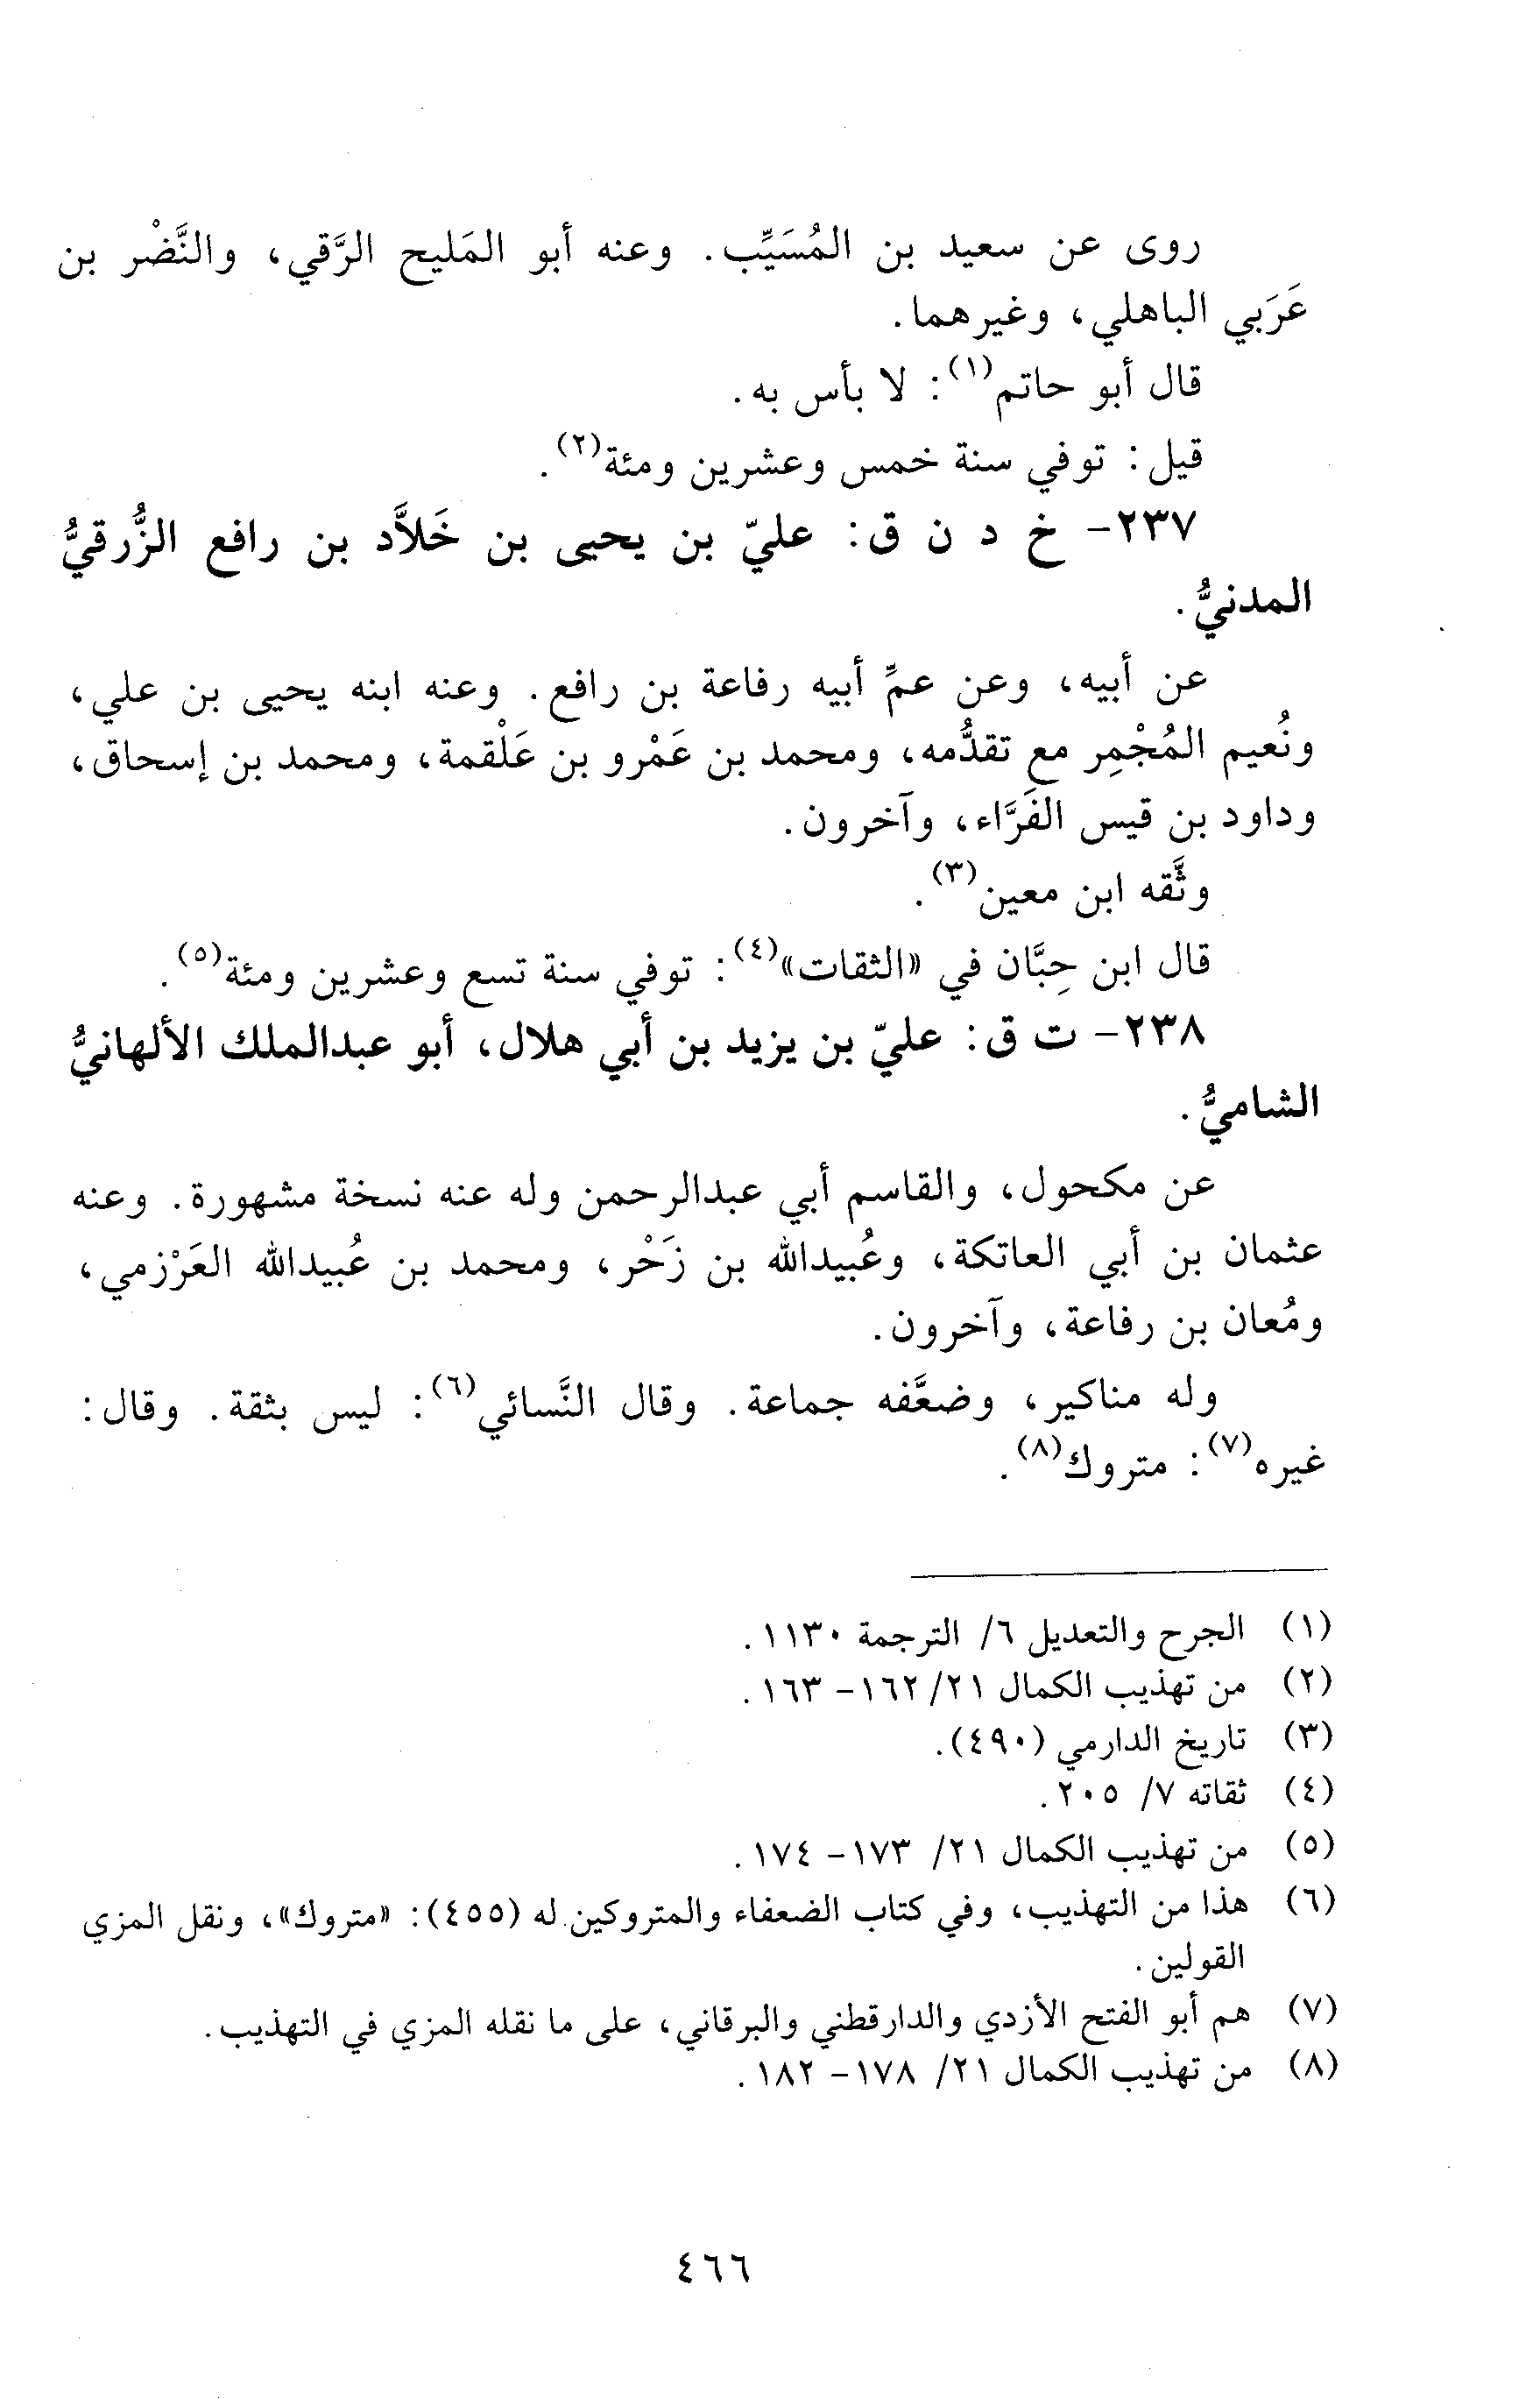 روى عن سعيد بن المُسَيِّب. وعنه أبو المَليح الرَّقي، والنَّضْر بن
عَرَبي الباهلي، وغيرهما.
قال أبو حاتم(١): لا بأس به.
قيل: توفي سنة خمس وعشرين ومئة(٢).
٢٣٧- خ د ن ق: عليّ بن يحيى بن خَلاَّد بن رافع الزُّرقيُّ
المدنيُّ.
عن أبيه، وعن عمِّ أبيه رفاعة بن رافع. وعنه ابنه يحيى بن علي،
ونُعيم المُجْمِر مع تقدُّمه، ومحمد بن عَمْرو بن عَلْقمة، ومحمد بن إسحاق،
وداود بن قيس الفَرَّاء، وآخرون.
وثَّقه ابن معين(٣).
قال ابن حِبَّان في «الثقات»(٤): توفي سنة تسع وعشرين ومئة(٥).
٢٣٨- ت ق: عليّ بن يزيد بن أبي هلال، أبو عبدالملك الألهانيُّ
الشاميُّ.
عن مكحول، والقاسم أبي عبدالرحمن وله عنه نسخة مشهورة. وعنه
عثمان بن أبي العاتكة، وعُبيدالله بن زَحْر، ومحمد بن عُبيدالله العَرْزمي،
ومُعان بن رفاعة، وآخرون.
وله مناكير، وضعَّفه جماعة. وقال النَّسائي(٦): ليس بثقة. وقال:
غيره(٧): متروك(٨).
(١) الجرح والتعديل ٦/ الترجمة ١١٣٠.
(٢) من تهذيب الكمال ٢١/ ١٦٢- ١٦٣.
(٣) تاريخ الدارمي (٤٩٠).
(٤) ثقاته ٧/ ٢٠٥.
(٥) من تهذيب الكمال ٢١/ ١٧٣- ١٧٤.
(٦) هذا من التهذيب، وفي كتاب الضعفاء والمتروكين له (٤٥٥): «متروك»، ونقل المزي
القولين.
(٧) هم أبو الفتح الأزدي والدارقطني والبرقاني، على ما نقله المزي في التهذيب.
(٨) من تهذيب الكمال ٢١/ ١٧٨- ١٨٢.
٤٦٦